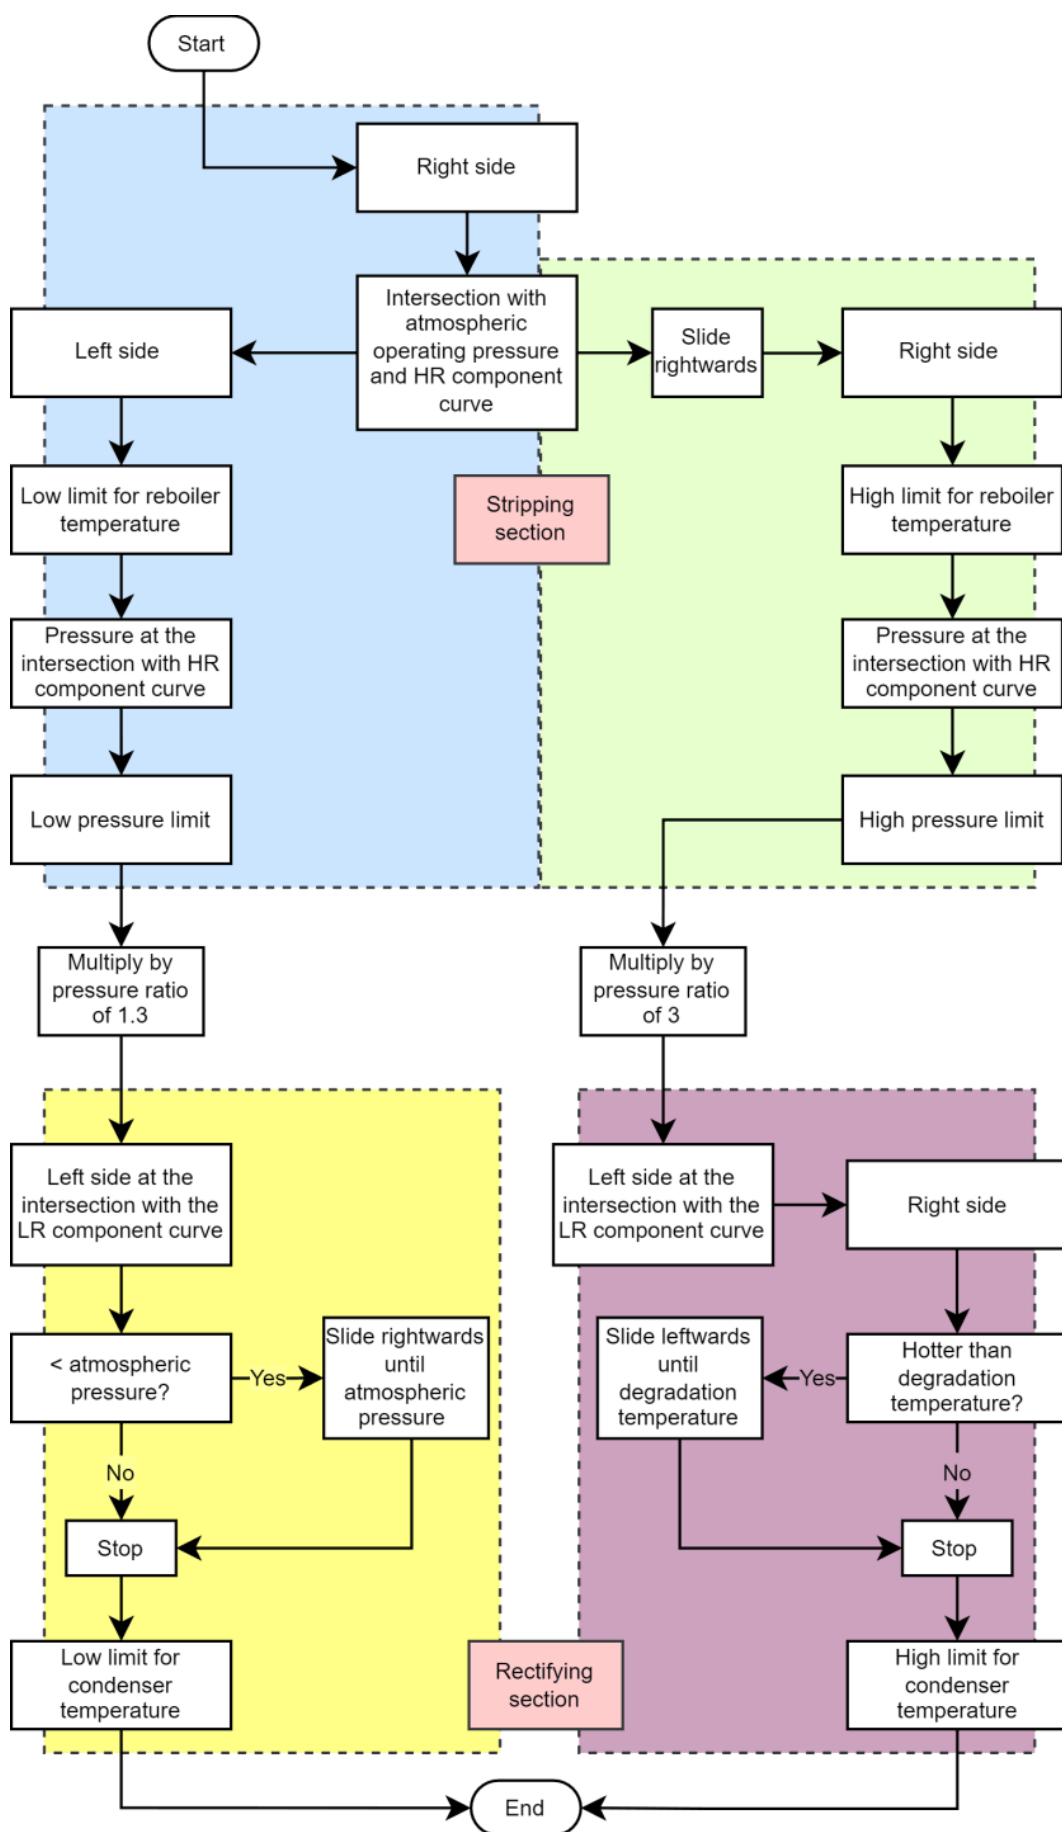 Start
Right side
Intersection with
atmospheric
operating pressure
and HR component
curve
Left side
Slide
rightwards
Right side
Low limit for reboiler
temperature
Stripping
section
High limit for reboiler
temperature
Pressure at the
intersection with HR
component curve
Pressure at the
intersection with HR
component curve
Low pressure limit
High pressure limit
Multiply by
pressure ratio
of 1.3
Multiply by
pressure ratio
of 3
Left side at the
intersection with the
LR component curve
Left side at the
intersection with the
LR component curve
Right side
< atmospheric
pressure?
Yes
Slide rightwards
until
atmospheric
pressure
Slide leftwards
until
degradation
temperature
Yes
Hotter than
degradation
temperature?
No
No
Stop
Stop
Low limit for
condenser
temperature
Rectifying
section
High limit for
condenser
temperature
End